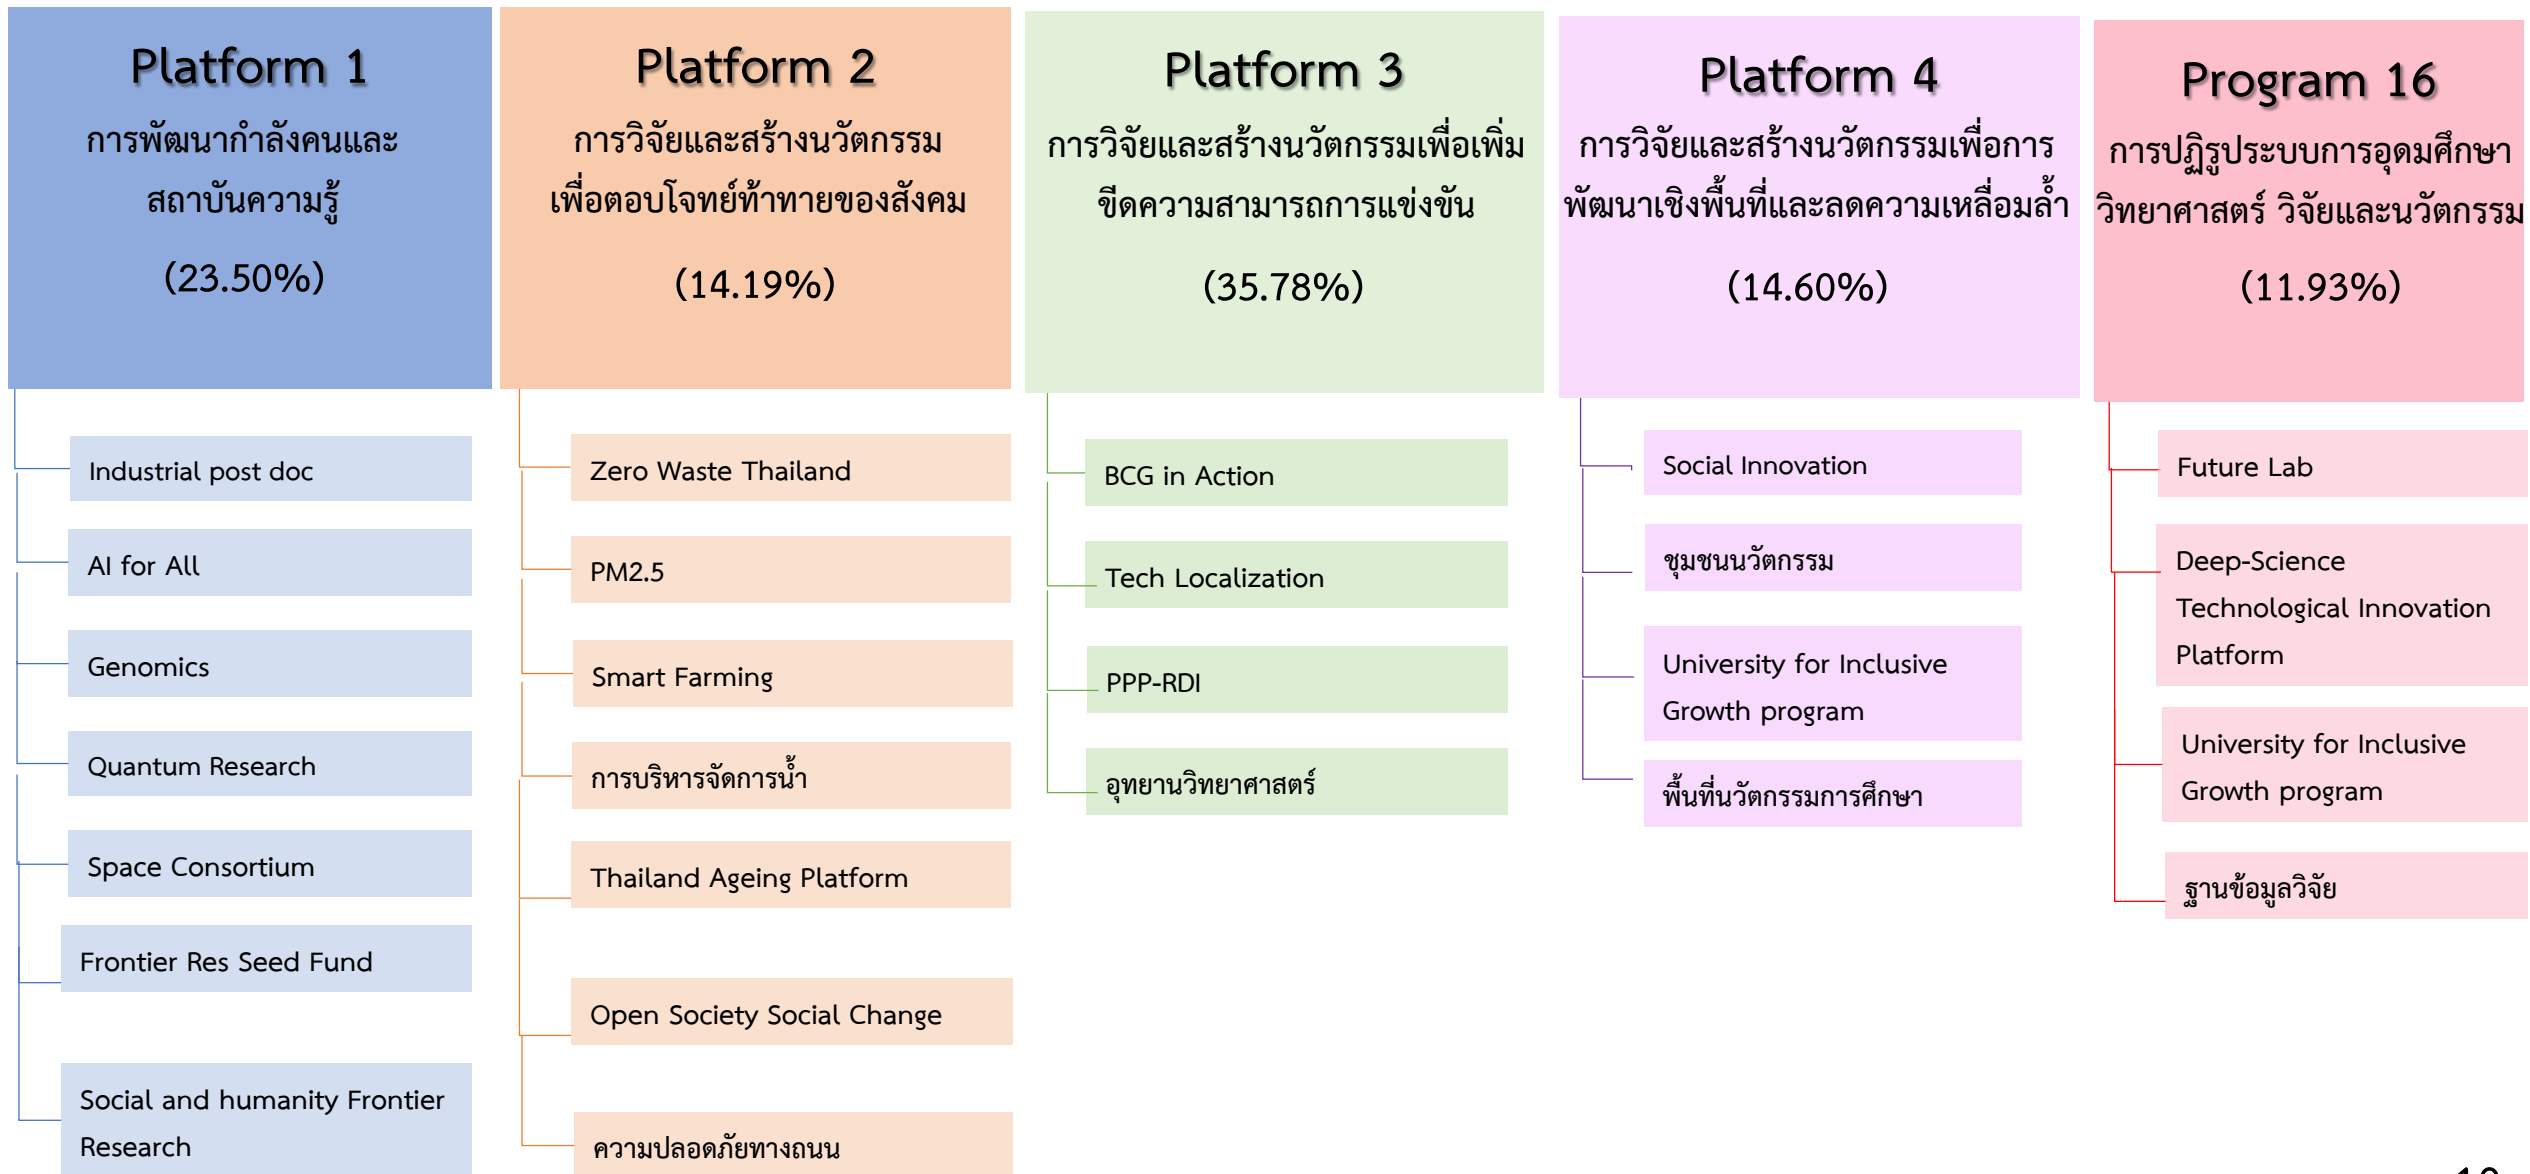 Platform 1
การพัฒนากำลังคนและ
สถาบันความรู้
(23.50%)
Industrial post doc
AI for All
Genomics
Quantum Research
Space Consortium
Frontier Res Seed Fund
Social and humanity Frontier
Research
Platform 2
การวิจัยและสร้างนวัตกรรม
เพื่อตอบโจทย์ท้าทายของสังคม
(14.19%)
Zero Waste Thailand
PM2.5
Smart Farming
การบริหารจัดการน้ำ
Thailand Ageing Platform
Open Society Social Change
ความปลอดภัยทางถนน
Platform 3
การวิจัยและสร้างนวัตกรรมเพื่อเพิ่ม
ขีดความสามารถการแข่งขัน
(35.78%)
BCG in Action
Tech Localization
PPP-RDI
อุทยานวิทยาศาสตร์
Platform 4
การวิจัยและสร้างนวัตกรรมเพื่อการ
พัฒนาเชิงพื้นที่และลดความเหลื่อมล้ำ
(14.60%)
Social Innovation
ชุมชนนวัตกรรม
University for Inclusive
Growth program
พื้นที่นวัตกรรมการศึกษา
Program 16
การปฏิรูประบบการอุดมศึกษา
วิทยาศาสตร์ วิจัยและนวัตกรรม
(11.93%)
Future Lab
Deep-Science
Technological Innovation
Platform
University for Inclusive
Growth program
ฐานข้อมูลวิจัย